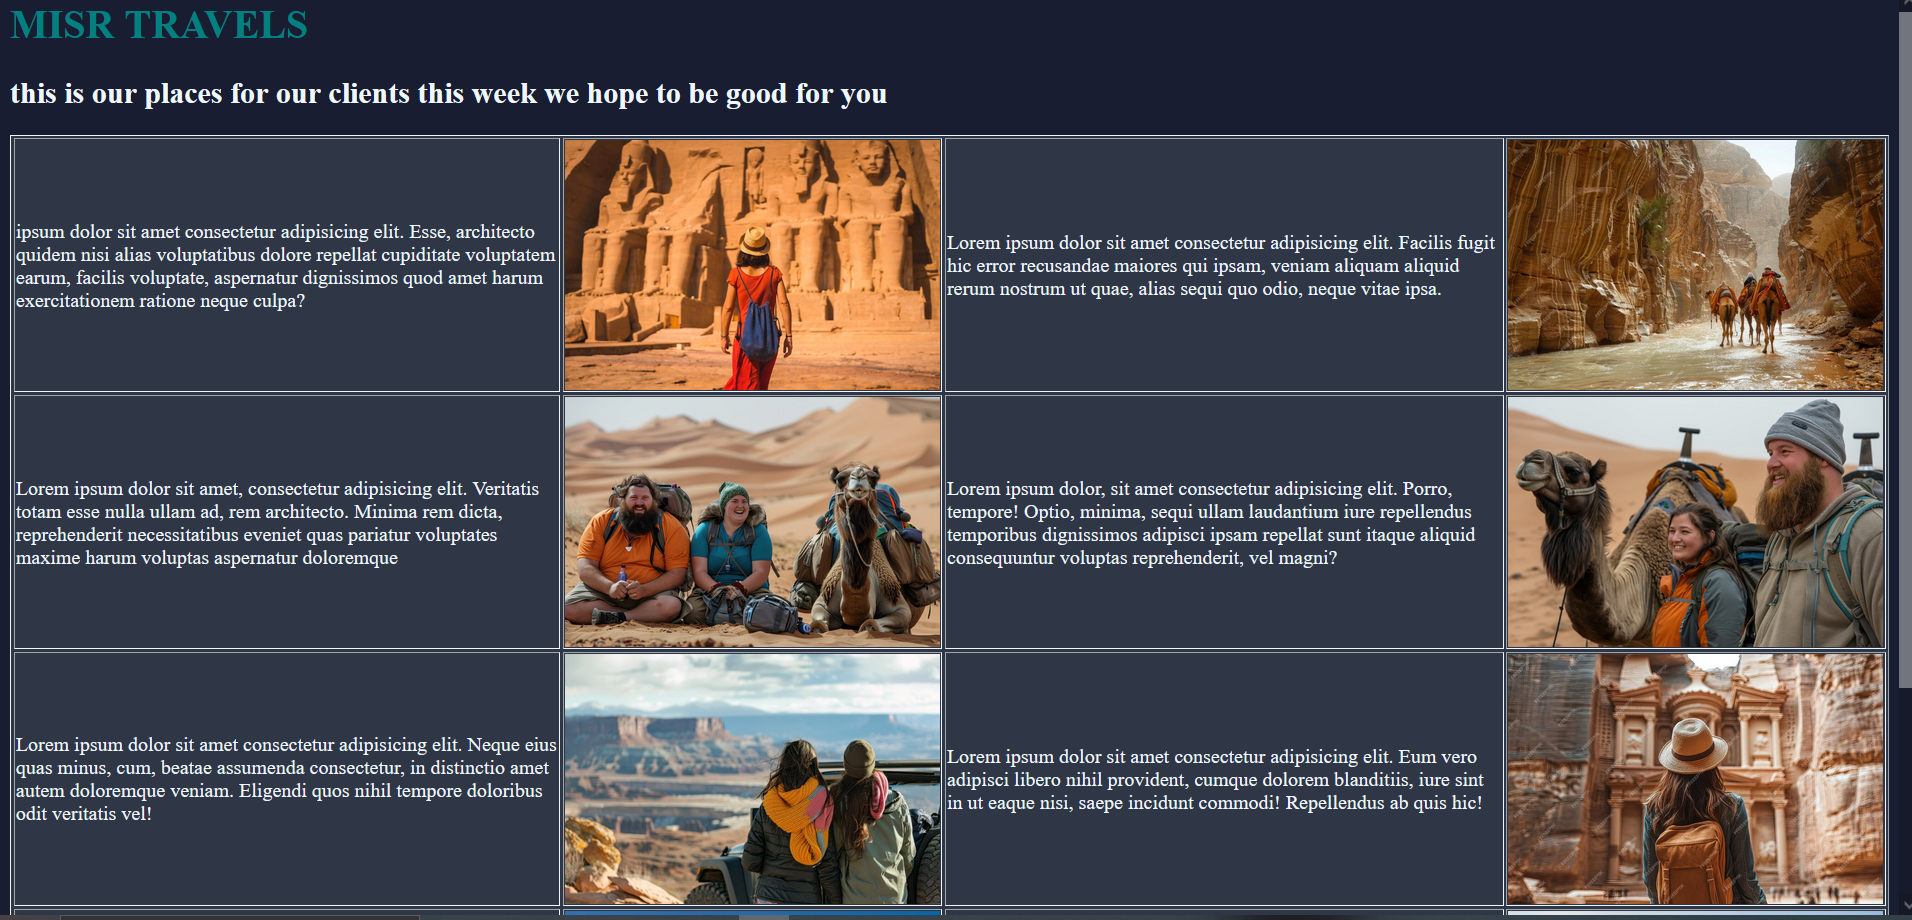 MISR TRAVELS
this is our places for our clients this week we hope to be good for you
ipsum dolor sit amet consectetur adipisicing elit. Esse, architecto
quidem nisi alias voluptatibus dolore repellat cupiditate voluptatem
earum, facilis voluptate, aspernatur dignissimos quod amet harum
exercitationem ratione neque culpa?
Lorem ipsum dolor sit amet consectetur adipisicing elit. Facilis fugit
hic error recusandae maiores qui ipsam, veniam aliquam aliquid
rerum nostrum ut quae, alias sequi quo odio, neque vitae ipsa.
Lorem ipsum dolor sit amet, consectetur adipisicing elit. Veritatis
totam esse nulla ullam ad, rem architecto. Minima rem dicta,
reprehenderit necessitatibus eveniet quas pariatur voluptates
maxime harum voluptas aspernatur doloremque
Lorem ipsum dolor, sit amet consectetur adipisicing elit. Porro,
tempore! Optio, minima, sequi ullam laudantium iure repellendus
temporibus dignissimos adipisci ipsam repellat sunt itaque aliquid
consequuntur voluptas reprehenderit, vel magni?
Lorem ipsum dolor sit amet consectetur adipisicing elit. Neque eius
quas minus, cum, beatae assumenda consectetur, in distinctio amet
autem doloremque veniam. Eligendi quos nihil tempore doloribus
odit veritatis vel!
Lorem ipsum dolor sit amet consectetur adipisicing elit. Eum vero
adipisci libero nihil provident, cumque dolorem blanditiis, iure sint
in ut eaque nisi, saepe incidunt commodi! Repellendus ab quis hic!